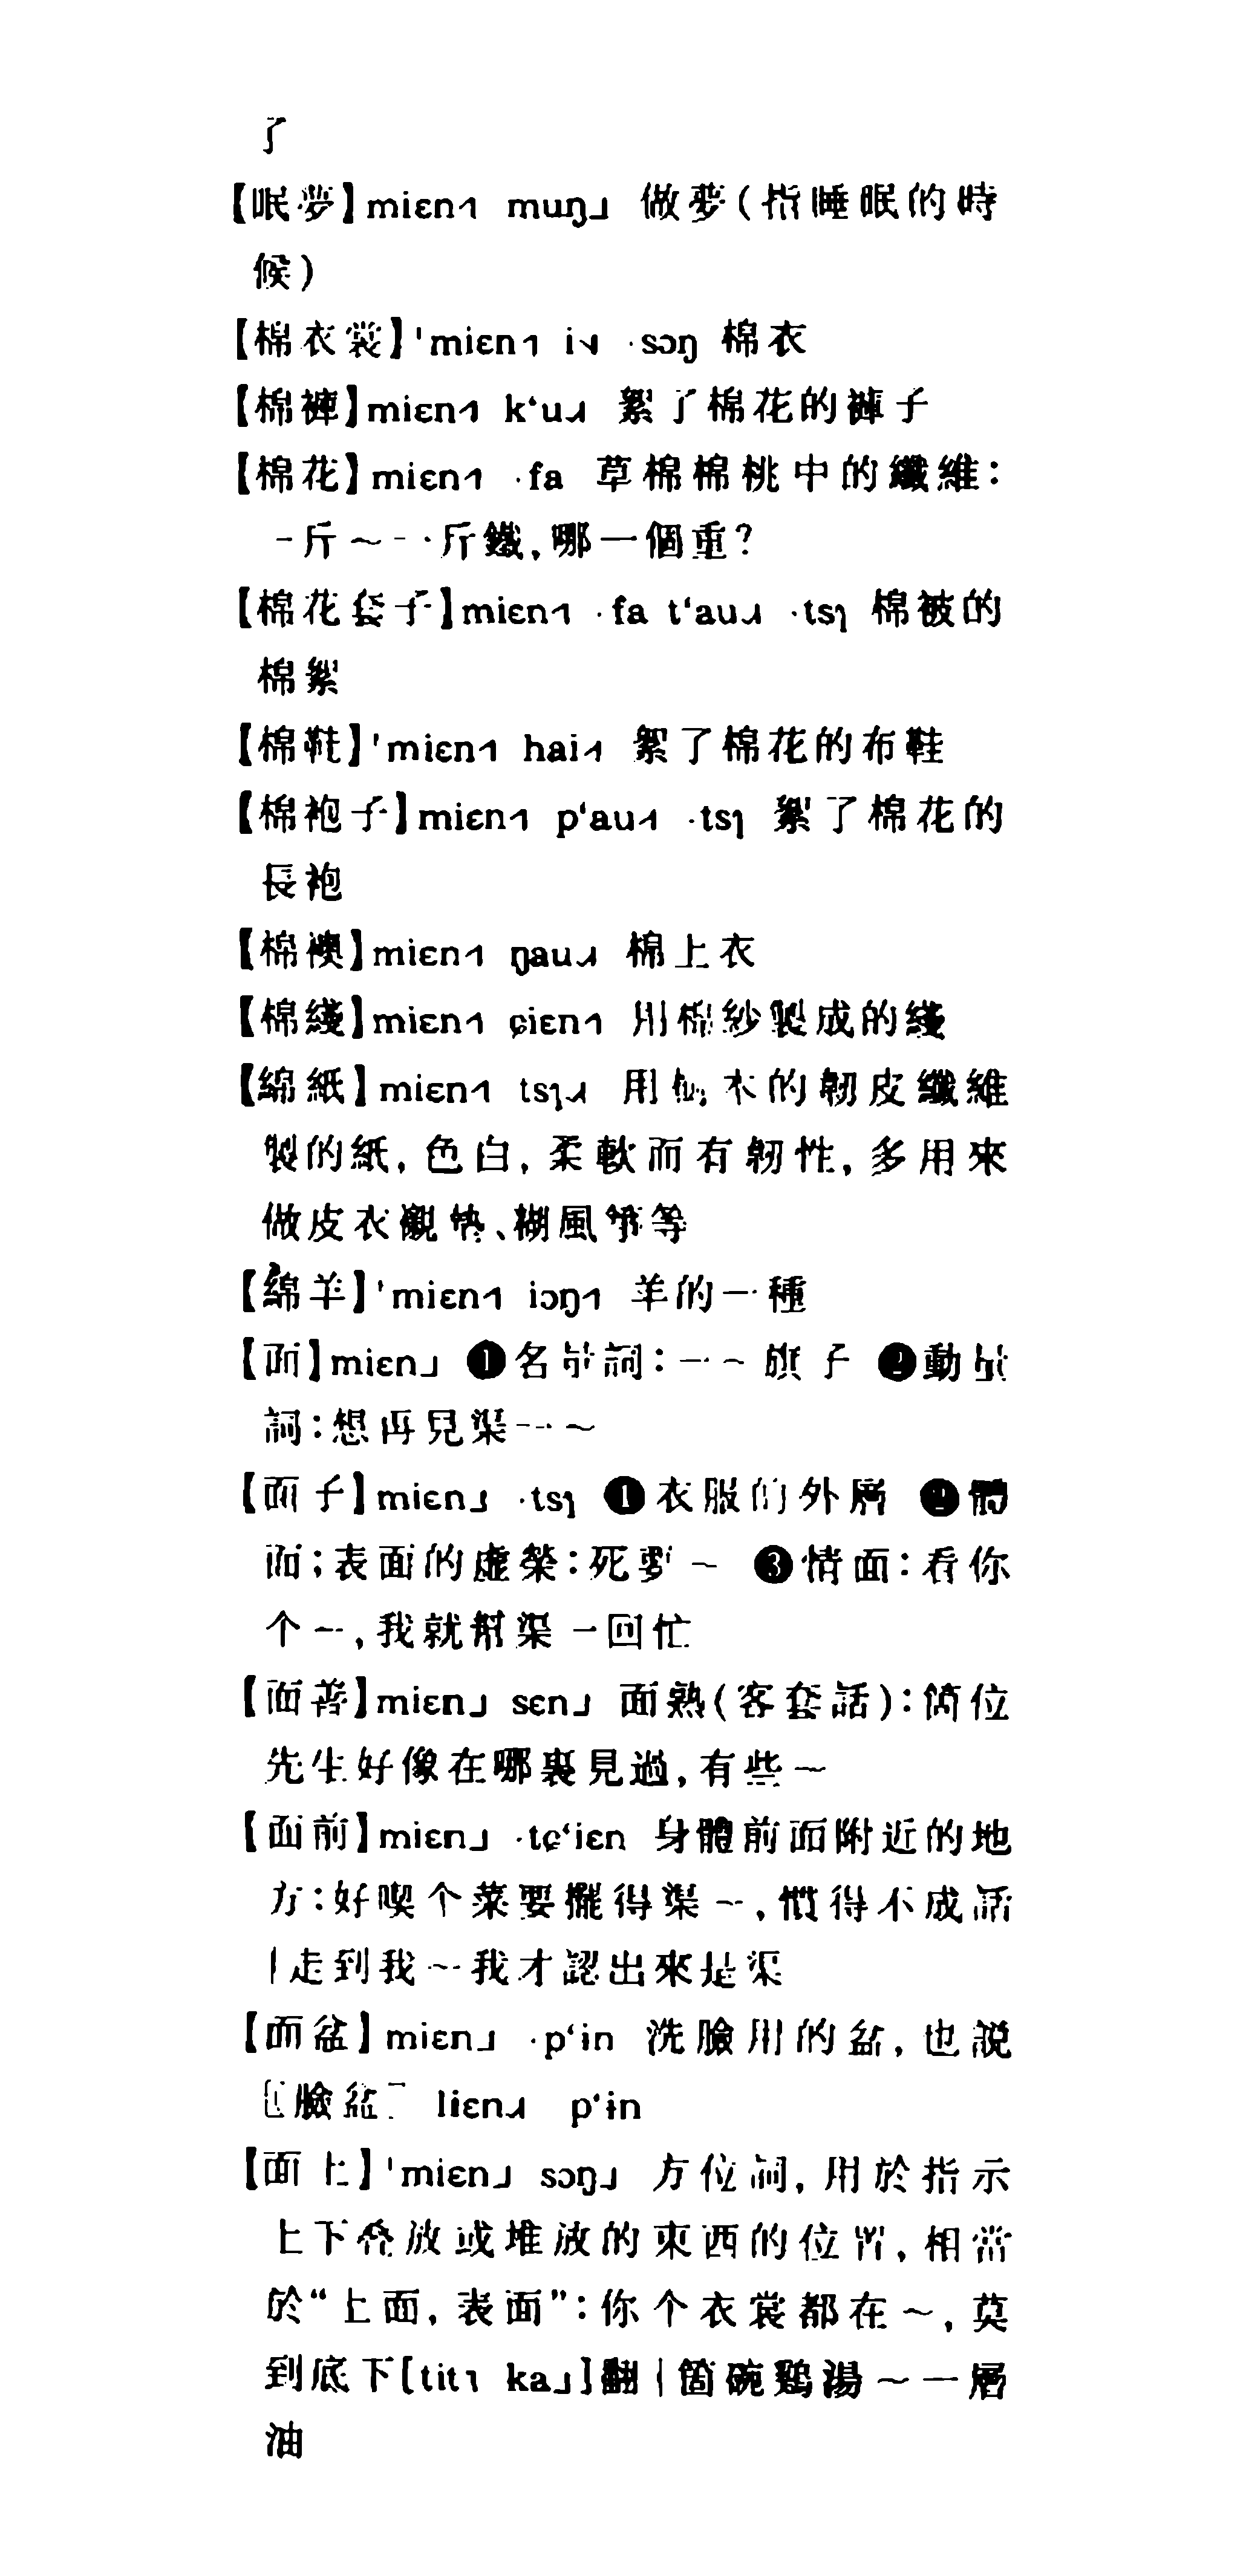 了
【眠夢】miɛn˧˥ muŋ˩ 做夢(指睡眠的時
候)
【棉衣裳】ˈmiɛn˧˥ i˦˨ ·sɔŋ 棉衣
【棉褲】miɛn˧˥ k‘u˨˩˧ 絮了棉花的褲子
【棉花】miɛn˧˥ ·fa 草棉棉桃中的纖維:
一斤～一斤鐵,哪一個重?
【棉花套子】miɛn˧˥ ·fa t‘au˨˩˧ ·tsɿ 棉被的
棉絮
【棉鞋】ˈmiɛn˧˥ hai˧˥ 絮了棉花的布鞋
【棉袍子】miɛn˧˥ p‘au˧˥ ·tsɿ 絮了棉花的
長袍
【棉襖】miɛn˧˥ ŋau˨˩˧ 棉上衣
【棉綫】miɛn˧˥ ɕiɛn˧˥ 用棉紗製成的綫
【綿紙】miɛn˧˥ tsɿ˨˩˧ 用樹木的韌皮纖維
製的紙,色白,柔軟而有韌性,多用來
做皮衣襯墊、糊風箏等
【綿羊】ˈmiɛn˧˥ iɔŋ˧˥ 羊的一種
【面】miɛn˩ ❶名量詞:一～旗子 ❷動量
詞:想再見渠一～
【面子】miɛn˩ ·tsɿ ❶衣服的外層 ❷體
面;表面的虛榮:死要～ ❸情面:看你
个～,我就幫渠一回忙
【面善】miɛn˩ sɛn˩ 面熟(客套話):箇位
先生好像在哪裏見過,有些～
【面前】miɛn˩ ·tɕ‘iɛn 身體前面附近的地
方:好喫个菜要擺得渠～,慣得不成話
|走到我～我才認出來是渠
【面盆】miɛn˩ ·p‘ɨn 洗臉用的盆,也說
[臉盆] liɛn˨˩˧ p‘ɨn
【面上】ˈmiɛn˩ sɔŋ˩ 方位詞,用於指示
上下叠放或堆放的東西的位置,相當
於“上面,表面”:你个衣裳都在～,莫
到底下[tit˥ ka˩]翻|箇碗鷄湯～一層
油